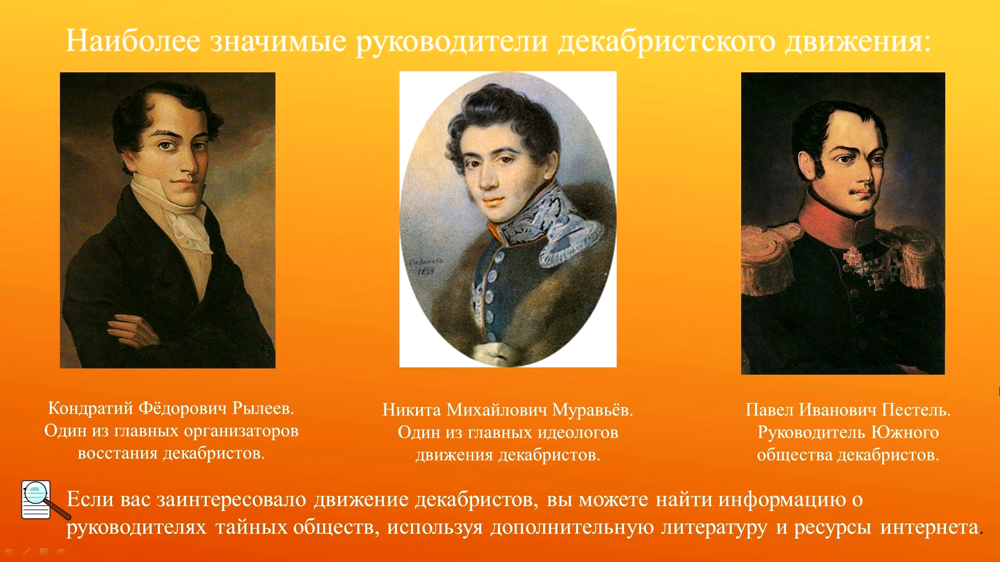 Наиболее значимые руководители декабристского движения:
1824
Кондратий Фёдорович Рылеев.
Один из главных организаторов
восстания декабристов.
Никита Михайлович Муравьёв.
Один из главных идеологов
движения декабристов.
Павел Иванович Пестель.
Руководитель Южного
общества декабристов.
Если вас заинтересовало движение декабристов, вы можете найти информацию о
руководителях тайных обществ, используя дополнительную литературу и ресурсы интернета.